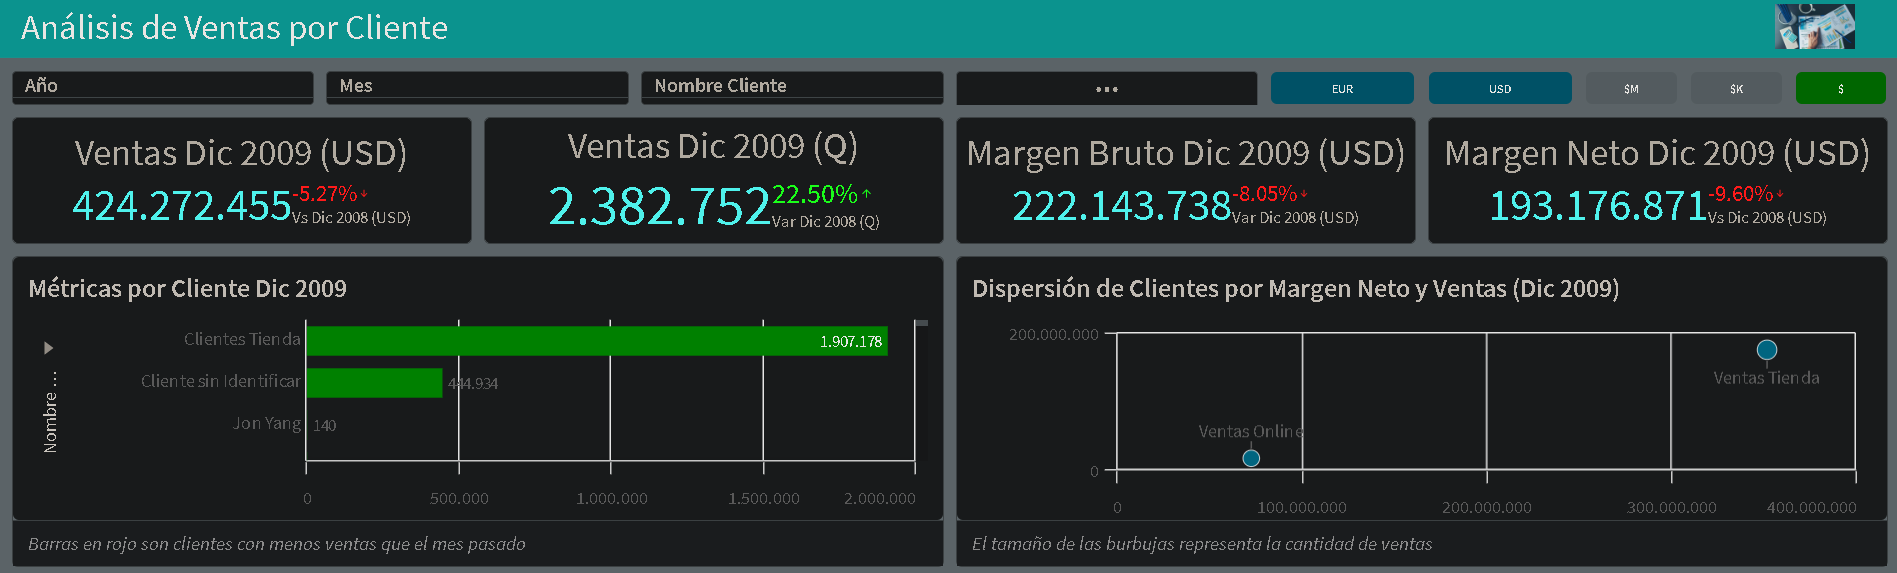 Análisis de Ventas por Cliente
Año
Mes
Nombre Cliente
...
EUR
USD
$M
$K
$
Ventas Dic 2009 (USD)
424.272.455
-5.27%↓
Vs Dic 2008 (USD)
Ventas Dic 2009 (Q)
2.382.752
22.50%↑
Var Dic 2008 (Q)
Margen Bruto Dic 2009 (USD)
222.143.738
-8.05%↓
Var Dic 2008 (USD)
Margen Neto Dic 2009 (USD)
193.176.871
-9.60%↓
Vs Dic 2008 (USD)
Métricas por Cliente Dic 2009
Nombre ...
Clientes Tienda
1.907.178
Cliente sin Identificar
444.934
Jon Yang
140
0
500.000
1.000.000
1.500.000
2.000.000
Barras en rojo son clientes con menos ventas que el mes pasado
Dispersión de Clientes por Margen Neto y Ventas (Dic 2009)
200.000.000
Ventas Tienda
Ventas Online
0
0
100.000.000
200.000.000
300.000.000
400.000.000
El tamaño de las burbujas representa la cantidad de ventas